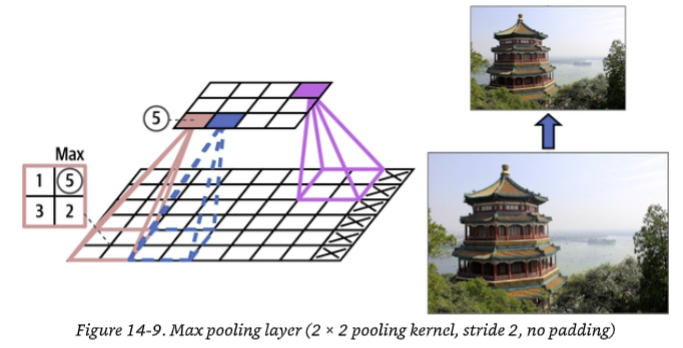 Max
1 5
3 2
5
Figure 14-9. Max pooling layer (2 × 2 pooling kernel, stride 2, no padding)